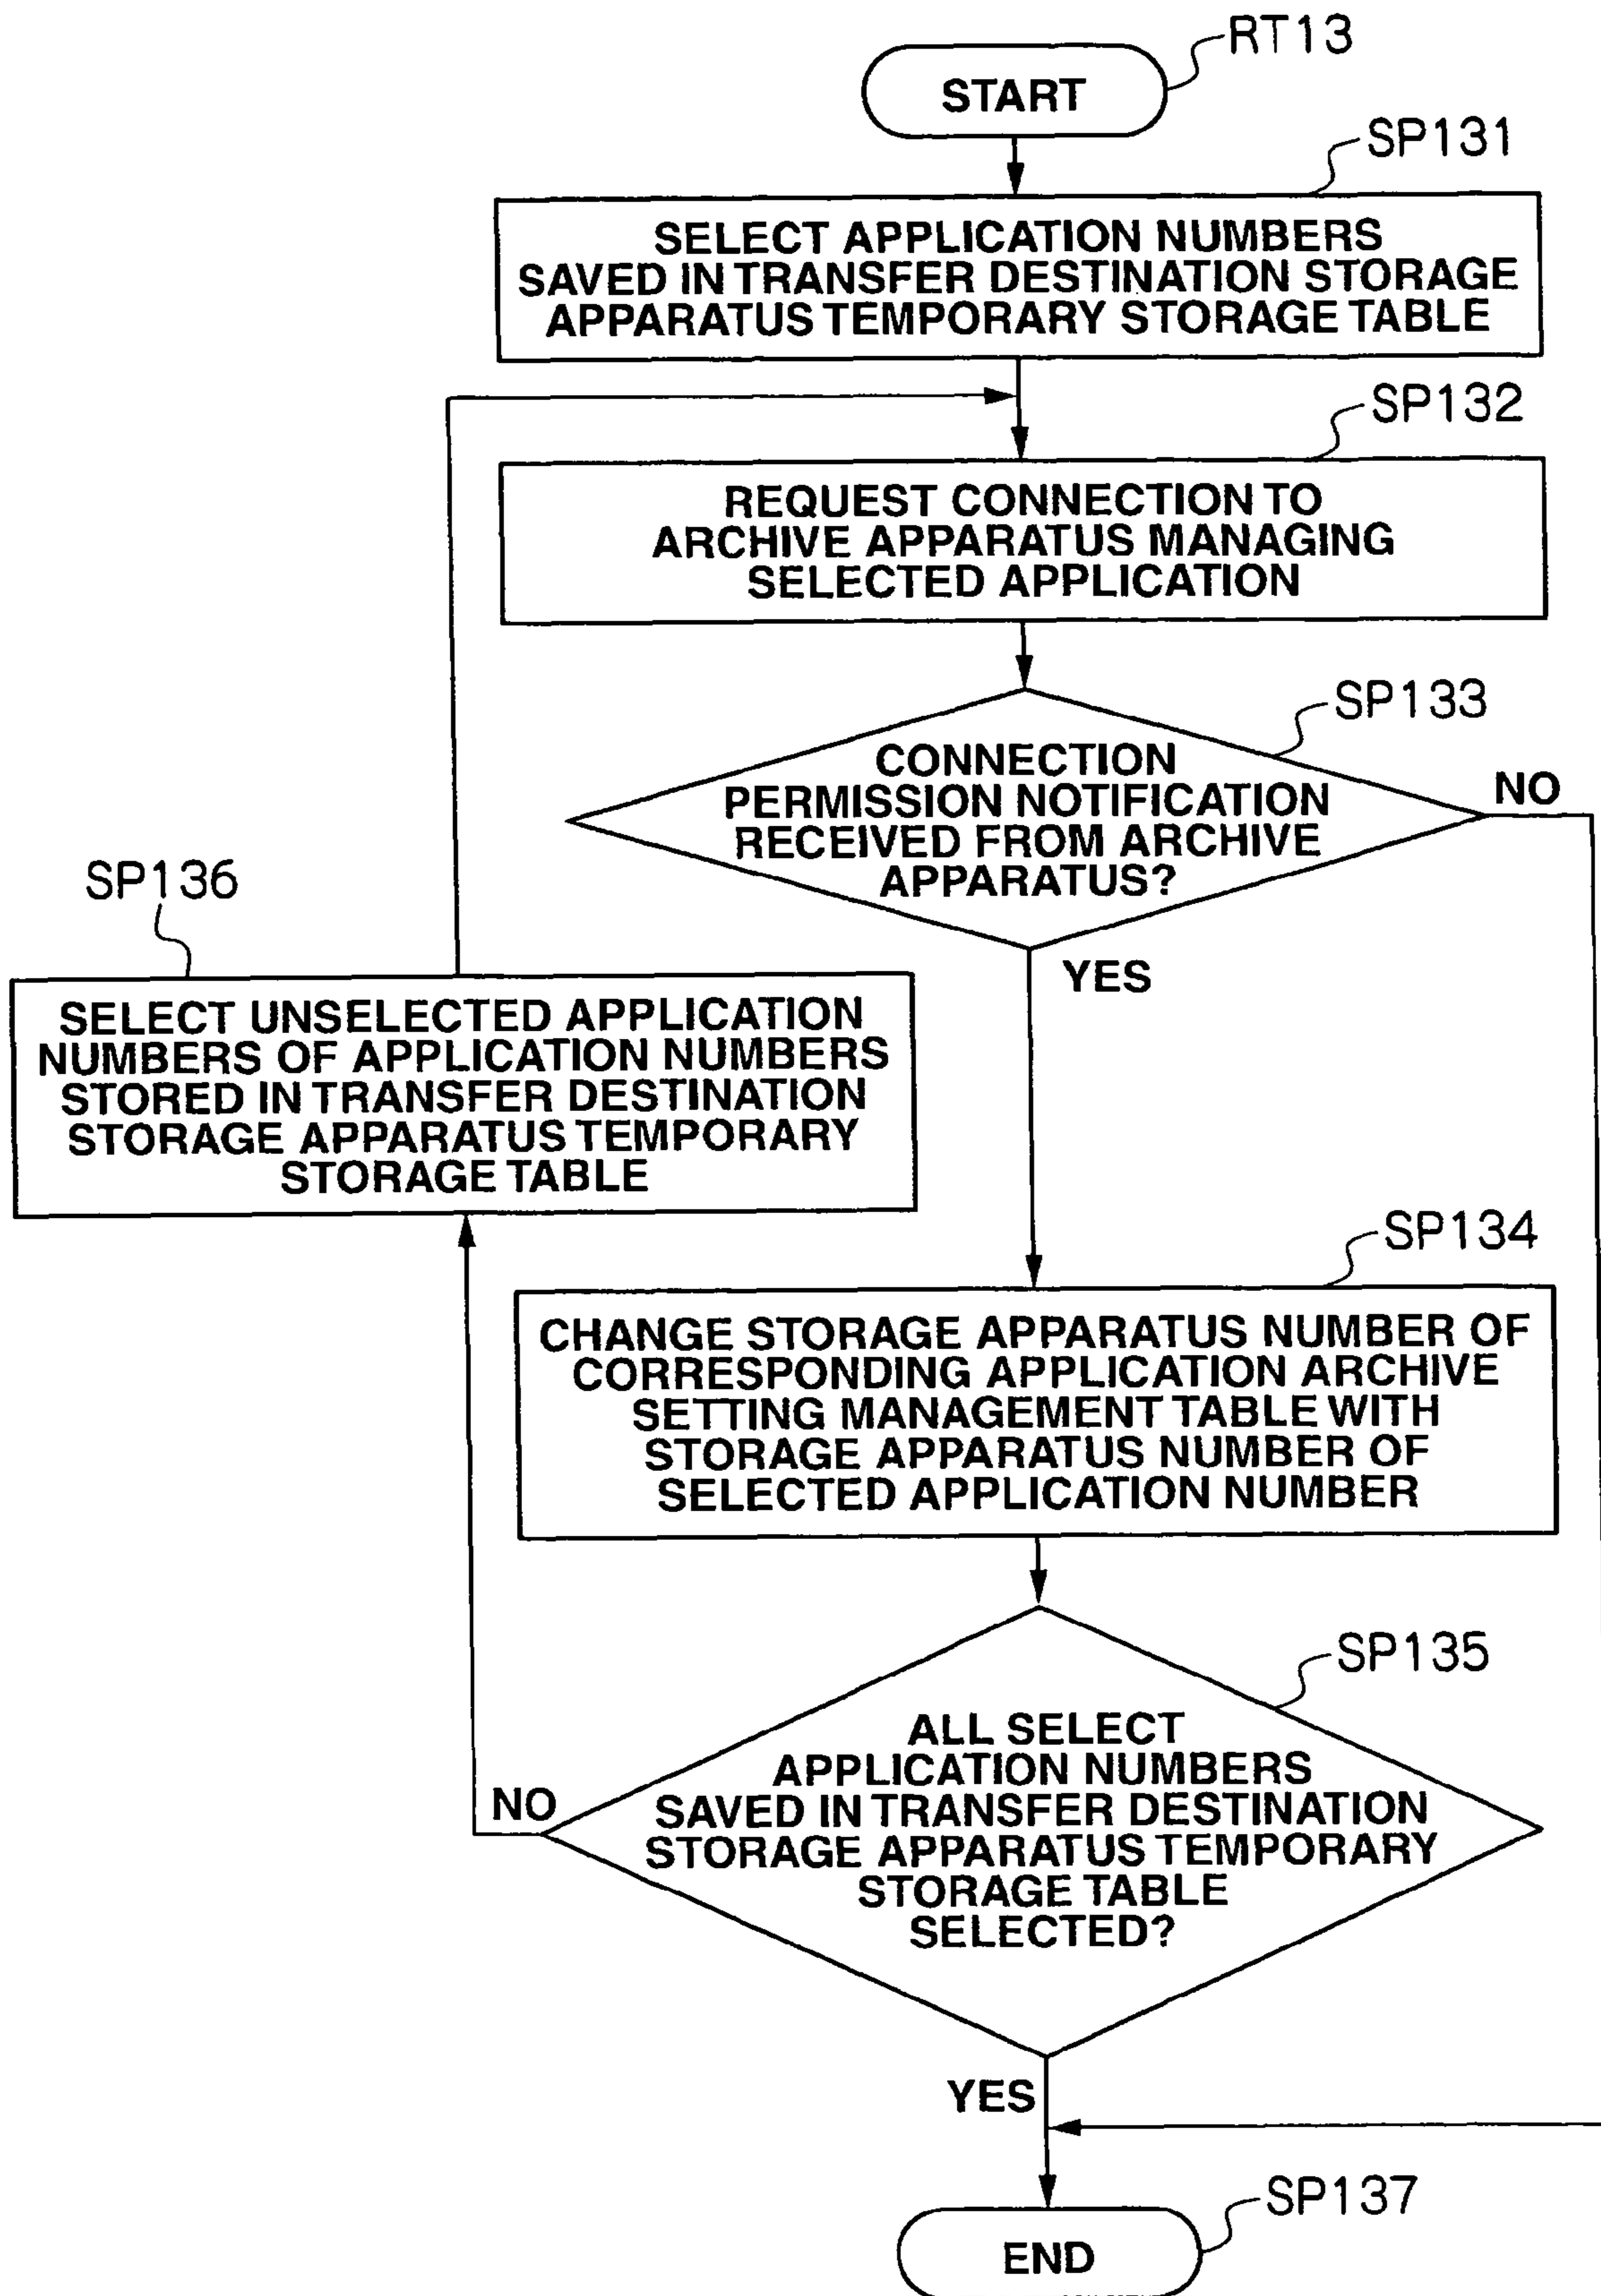 RT13
START
SP131
SELECT APPLICATION NUMBERS
SAVED IN TRANSFER DESTINATION STORAGE
APPARATUS TEMPORARY STORAGE TABLE
SP132
REQUEST CONNECTION TO
ARCHIVE APPARATUS MANAGING
SELECTED APPLICATION
SP133
CONNECTION
PERMISSION NOTIFICATION
RECEIVED FROM ARCHIVE
APPARATUS?
NO
YES
SP136
SELECT UNSELECTED APPLICATION
NUMBERS OF APPLICATION NUMBERS
STORED IN TRANSFER DESTINATION
STORAGE APPARATUS TEMPORARY
STORAGE TABLE
SP134
CHANGE STORAGE APPARATUS NUMBER OF
CORRESPONDING APPLICATION ARCHIVE
SETTING MANAGEMENT TABLE WITH
STORAGE APPARATUS NUMBER OF
SELECTED APPLICATION NUMBER
SP135
ALL SELECT
APPLICATION NUMBERS
SAVED IN TRANSFER DESTINATION
STORAGE APPARATUS TEMPORARY
STORAGE TABLE
SELECTED?
NO
YES
SP137
END